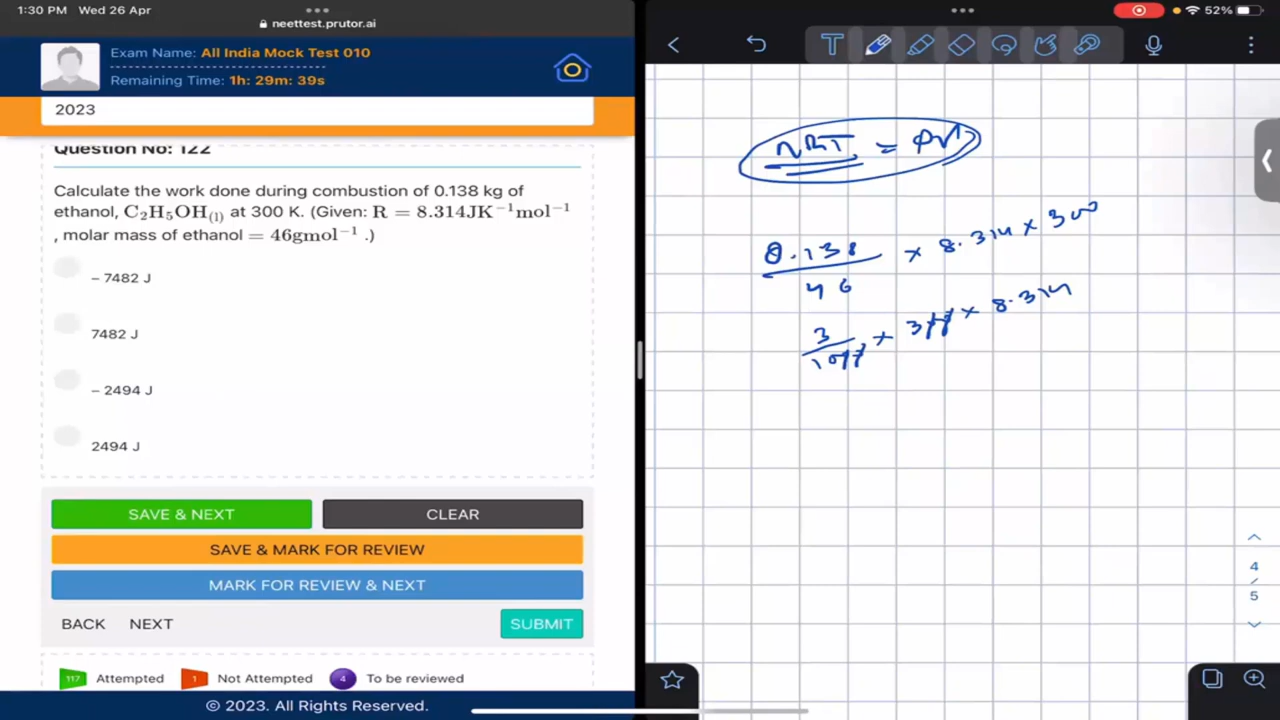 1:30 PM Wed 26 Apr
neettest.prutor.ai
52%
Exam Name: All India Mock Test 010
Remaining Time: 1h: 29m: 39s
2023
Question No: 122
Calculate the work done during combustion of 0.138 kg of
ethanol, C₂H₅OH₍ₗ₎ at 300 K. (Given: R = 8.314JK⁻¹mol⁻¹
, molar mass of ethanol = 46gmol⁻¹ .)
– 7482 J
7482 J
– 2494 J
2494 J
SAVE & NEXT
CLEAR
SAVE & MARK FOR REVIEW
MARK FOR REVIEW & NEXT
BACK
NEXT
SUBMIT
117 Attempted
1 Not Attempted
4 To be reviewed
© 2023. All Rights Reserved.
T
nRT = PV
0.138 × 8.314 × 300
46
3 × 300 × 8.314
1000
4
/
5